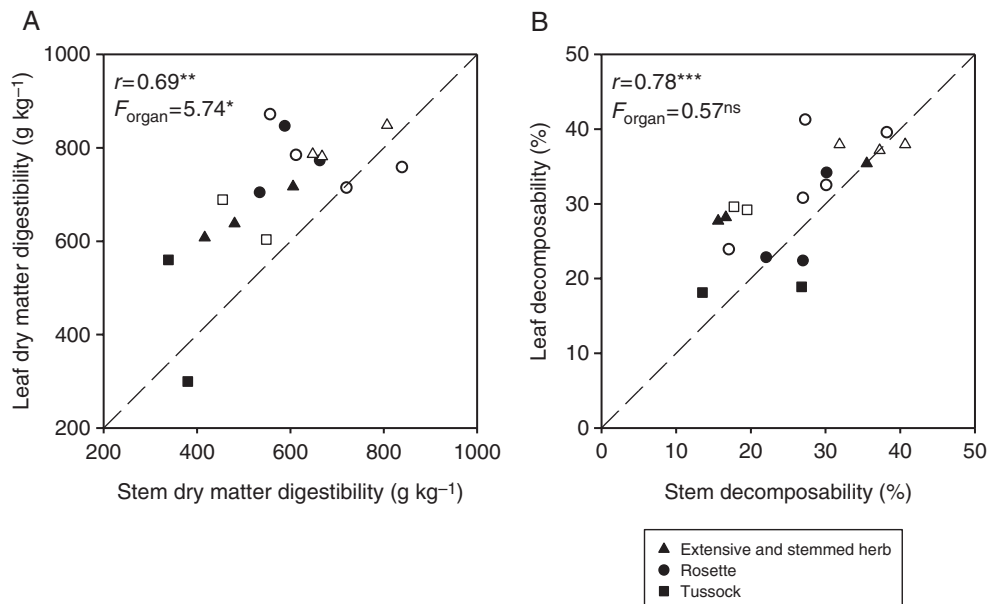 A
r=0.69**
F_organ=5.74*
Leaf dry matter digestibility (g kg⁻¹)
1000
800
600
400
200
200 400 600 800 1000
Stem dry matter digestibility (g kg⁻¹)
B
r=0.78***
F_organ=0.57ⁿˢ
Leaf decomposability (%)
50
40
30
20
10
0
0 10 20 30 40 50
Stem decomposability (%)
Extensive and stemmed herb
Rosette
Tussock